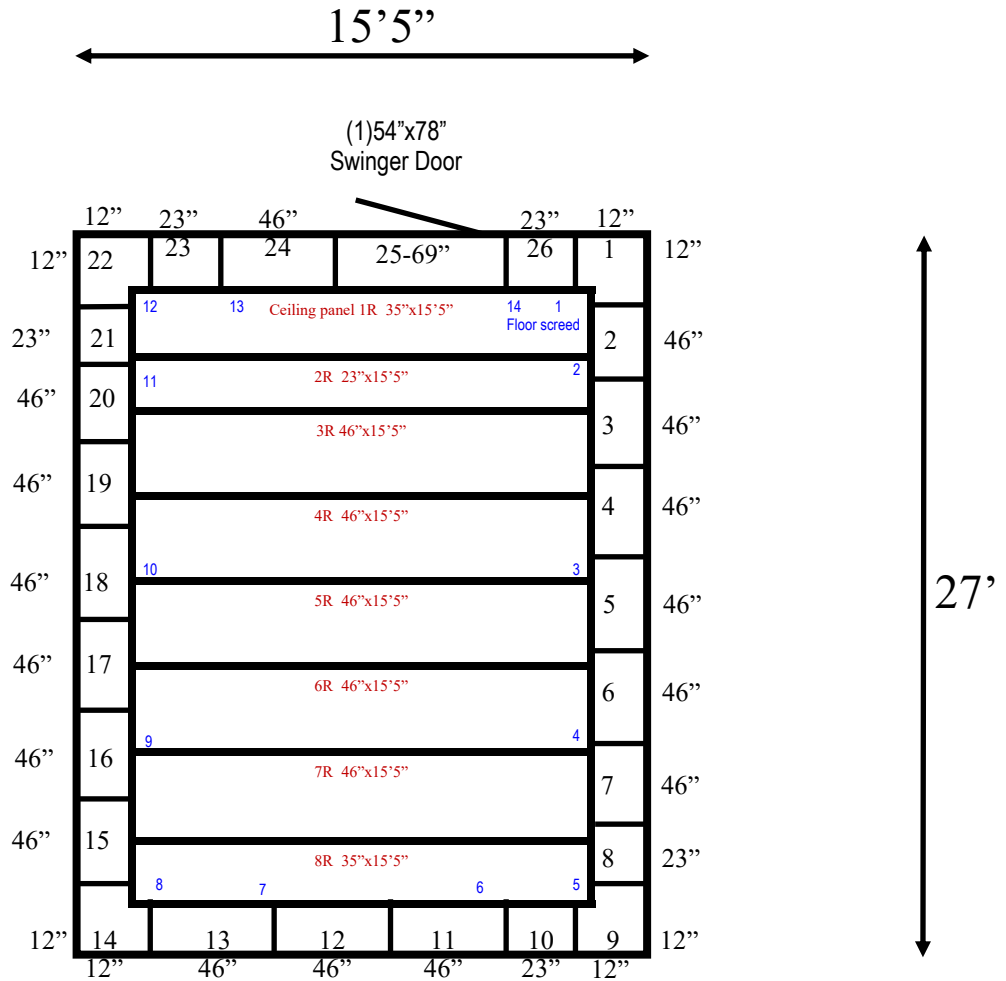 15’5”
(1)54”x78”
Swinger Door
12” 23” 46” 23” 12”
12” 22 23 24 25-69” 26 1 12”
12 13 Ceiling panel 1R 35”x15’5” 14 1
Floor screed
23” 21 2 46”
11 2R 23”x15’5” 2
46” 20 3 46”
3R 46”x15’5”
46” 19 4 46”
4R 46”x15’5”
10 3
46” 18 5 46” 27’
5R 46”x15’5”
46” 17 6 46”
6R 46”x15’5”
9 4
46” 16 7 46”
7R 46”x15’5”
46” 15 8 23”
8R 35”x15’5”
8 7 6 5
12” 14 13 12 11 10 9 12”
12” 46” 46” 46” 23” 12”